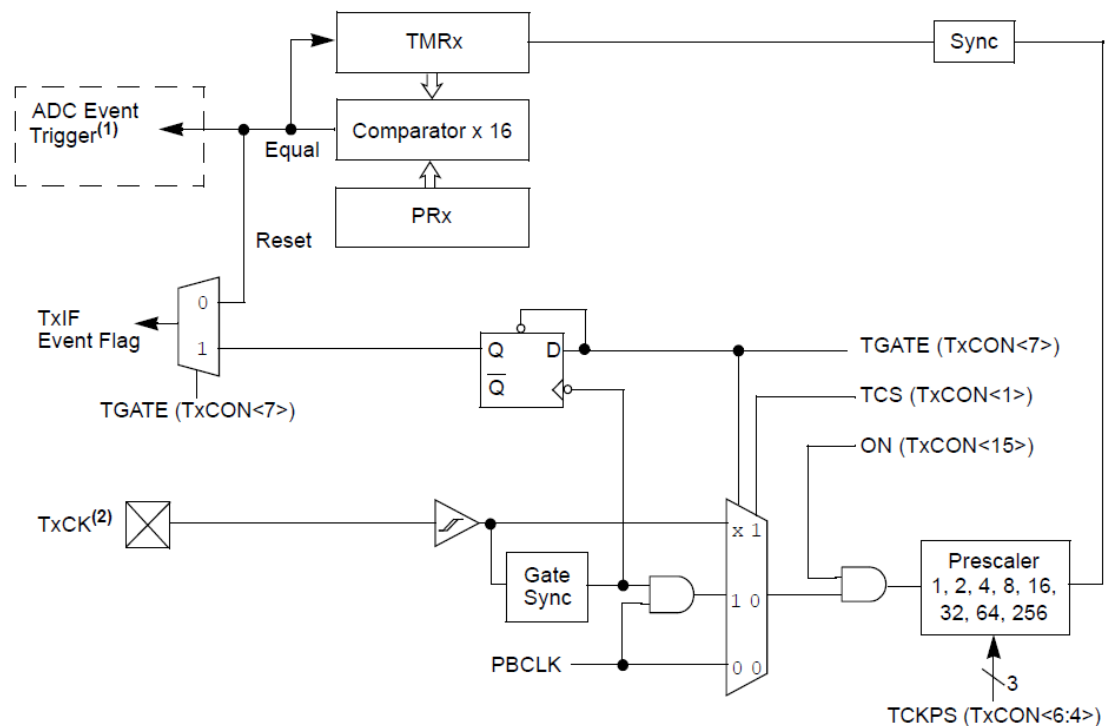 TMRx
Sync
ADC Event
Trigger(1)
Comparator x 16
Equal
PRx
Reset
0
TxIF
Event Flag
1
Q D
Q
TGATE (TxCON<7>)
TGATE (TxCON<7>)
TCS (TxCON<1>)
ON (TxCON<15>)
TxCK(2)
x 1
Gate
Sync
1 0
Prescaler
1, 2, 4, 8, 16,
32, 64, 256
PBCLK
0 0
3
TCKPS (TxCON<6:4>)